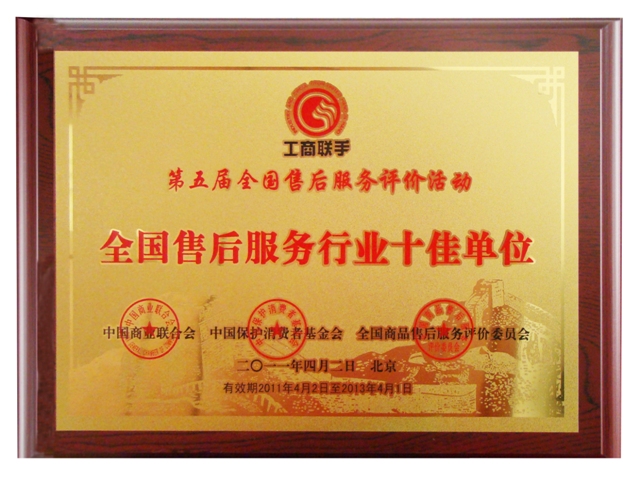 工商联手
第五届全国售后服务评价活动
全国售后服务行业十佳单位
中国商业联合会 中国保护消费者基金会 全国商品售后服务评价委员会
二〇一一年四月二日 北京
有效期2011年4月2日至2013年4月1日